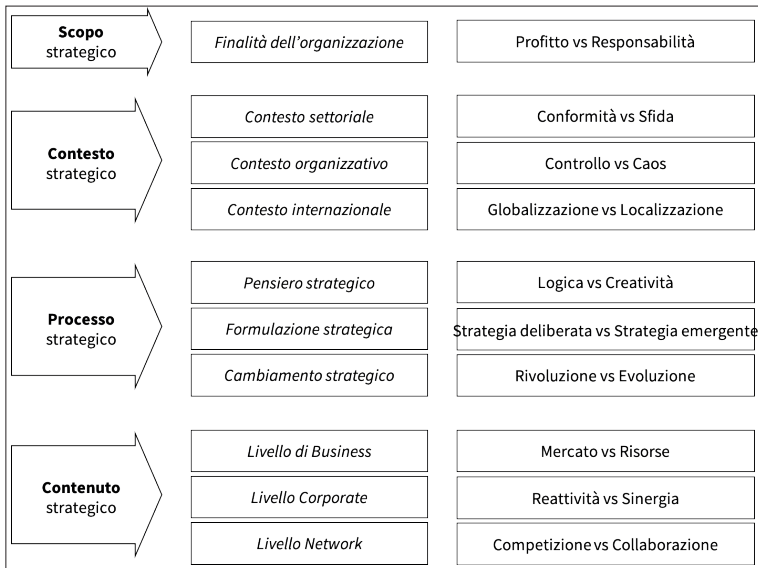 Scopo
strategico
Finalità dell'organizzazione
Profitto vs Responsabilità
Contesto
strategico
Contesto settoriale
Conformità vs Sfida
Contesto organizzativo
Controllo vs Caos
Contesto internazionale
Globalizzazione vs Localizzazione
Processo
strategico
Pensiero strategico
Logica vs Creatività
Formulazione strategica
Strategia deliberata vs Strategia emergente
Cambiamento strategico
Rivoluzione vs Evoluzione
Contenuto
strategico
Livello di Business
Mercato vs Risorse
Livello Corporate
Reattività vs Sinergia
Livello Network
Competizione vs Collaborazione